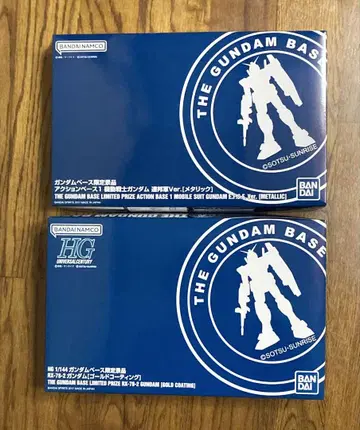 BANDAI NAMCO
THE GUNDAM BASE
©SOTSU・SUNRISE
ガンダムベース限定景品
アクションベース1 機動戦士ガンダム 連邦軍Ver.[メタリック]
THE GUNDAM BASE LIMITED PRIZE ACTION BASE 1 MOBILE SUIT GUNDAM E.F.S.F. Ver. [METALLIC]
BAN
DAI
BANDAI NAMCO
HG
UNIVERSAL CENTURY
THE GUNDAM BASE
©SOTSU・SUNRISE
HG 1/144 ガンダムベース限定景品
RX-78-2 ガンダム[ゴールドコーティング]
THE GUNDAM BASE LIMITED PRIZE RX-78-2 GUNDAM [GOLD COATING]
BAN
DAI